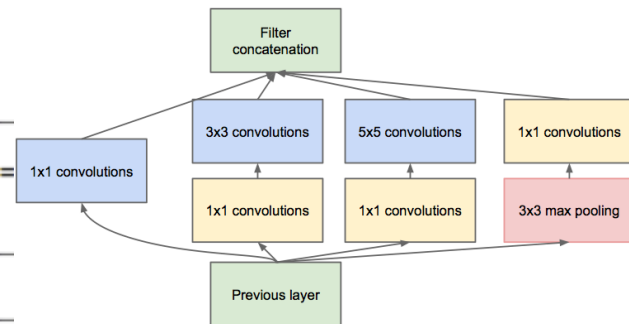 Filter
concatenation
3x3 convolutions
5x5 convolutions
1x1 convolutions
1x1 convolutions
1x1 convolutions
1x1 convolutions
3x3 max pooling
Previous layer